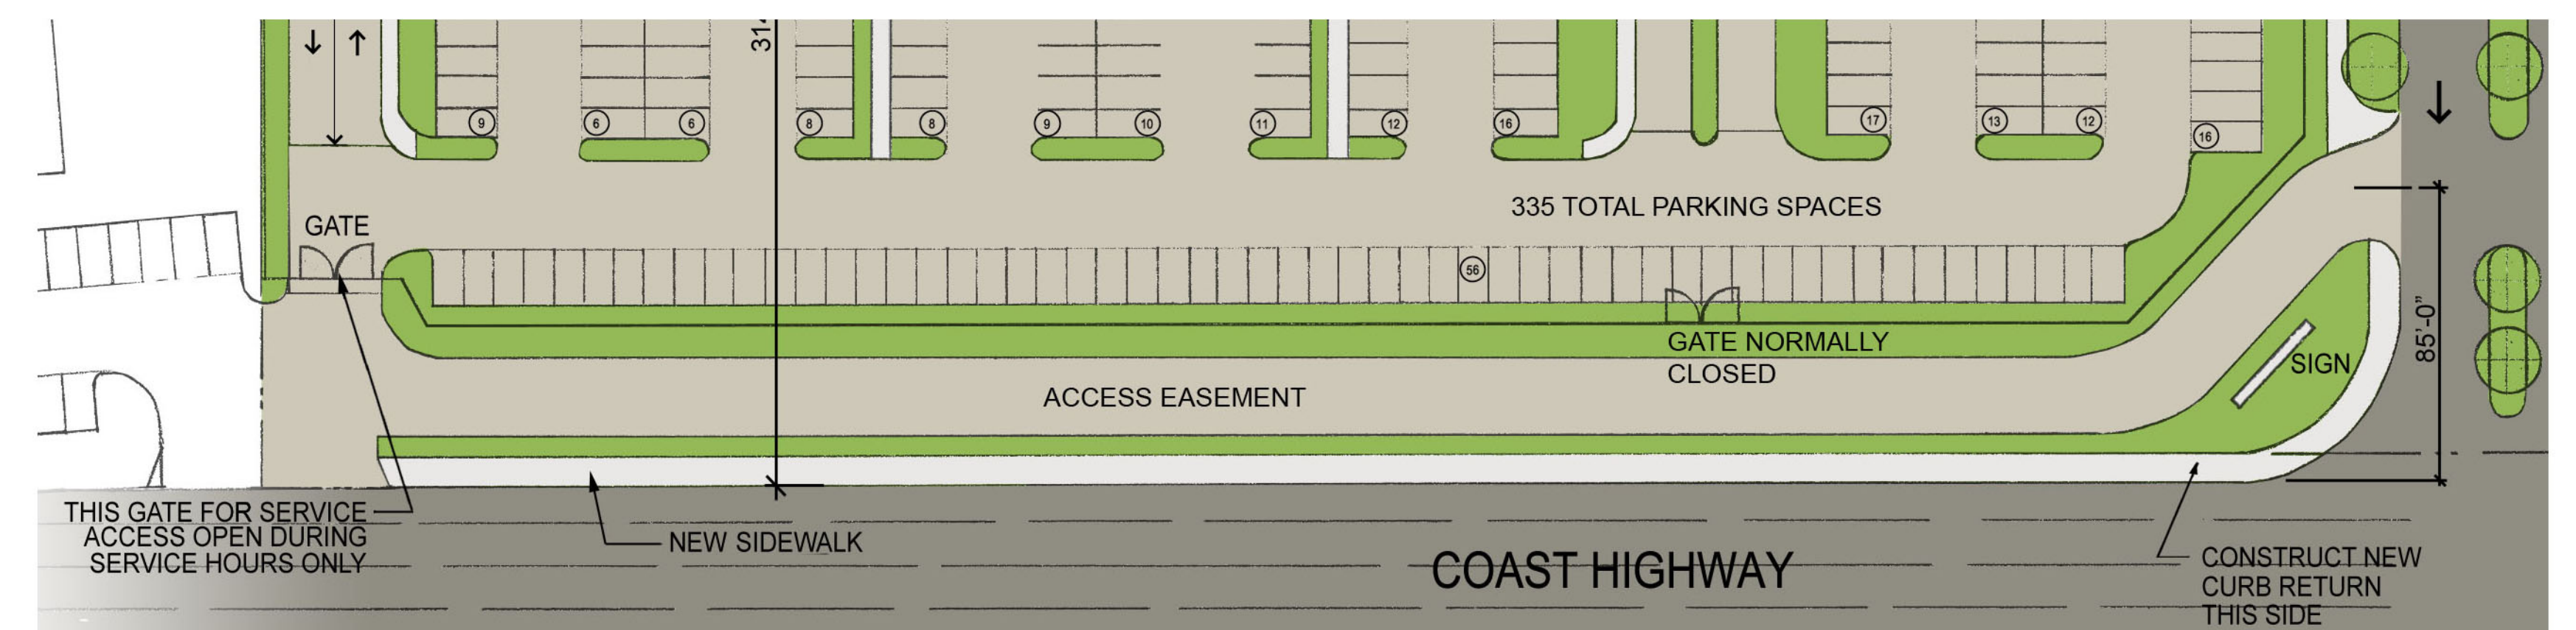 31
9
6
6
8
8
9
10
11
12
16
17
13
12
16
335 TOTAL PARKING SPACES
GATE
56
GATE NORMALLY
CLOSED
ACCESS EASEMENT
SIGN
85'-0"
THIS GATE FOR SERVICE
ACCESS OPEN DURING
SERVICE HOURS ONLY
NEW SIDEWALK
COAST HIGHWAY
CONSTRUCT NEW
CURB RETURN
THIS SIDE